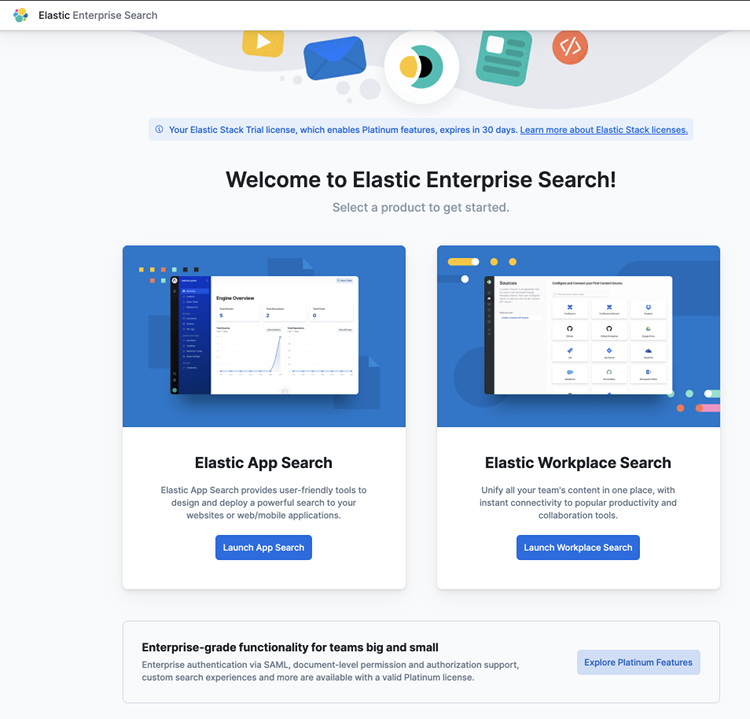 Elastic Enterprise Search
Your Elastic Stack Trial license, which enables Platinum features, expires in 30 days. Learn more about Elastic Stack licenses.
Welcome to Elastic Enterprise Search!
Select a product to get started.
Engine Overview
5
2
0
Sources
Configure and Connect your First Content Source
Elastic App Search
Elastic App Search provides user-friendly tools to
design and deploy a powerful search to your
websites or web/mobile applications.
Launch App Search
Elastic Workplace Search
Unify all your team's content in one place, with
instant connectivity to popular productivity and
collaboration tools.
Launch Workplace Search
Enterprise-grade functionality for teams big and small
Enterprise authentication via SAML, document-level permission and authorization support,
custom search experiences and more are available with a valid Platinum license.
Explore Platinum Features